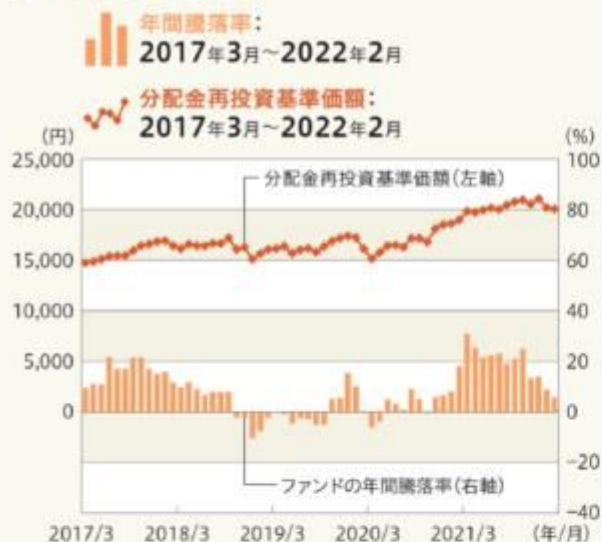 年間騰落率：
2017年3月～2022年2月
分配金再投資基準価額：
2017年3月～2022年2月
(円)
(%)
25,000
100
分配金再投資基準価額(左軸)
20,000
80
15,000
60
10,000
40
5,000
20
0
0
-20
ファンドの年間騰落率(右軸)
-40
2017/3
2018/3
2019/3
2020/3
2021/3
(年/月)